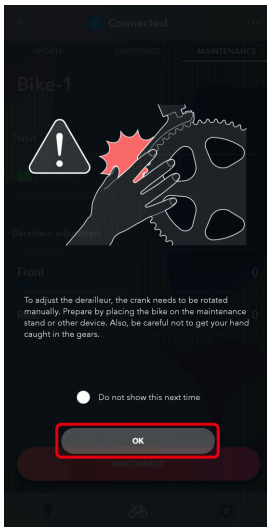 Connected
UPDATE CUSTOMIZE MAINTENANCE
Bike-1
Status
Derailleur adjustment
Front 0
To adjust the derailleur, the crank needs to be rotated
manually. Prepare by placing the bike on the maintenance
stand or other device. Also, be careful not to get your hand
caught in the gears.
0
Do not show this next time
OK
DISCONNECT